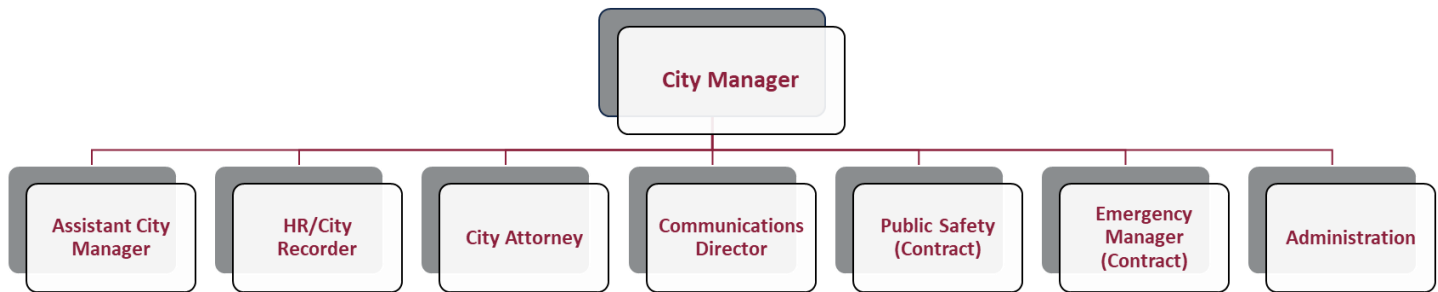 City Manager
Assistant City
Manager
HR/City
Recorder
City Attorney
Communications
Director
Public Safety
(Contract)
Emergency
Manager
(Contract)
Administration